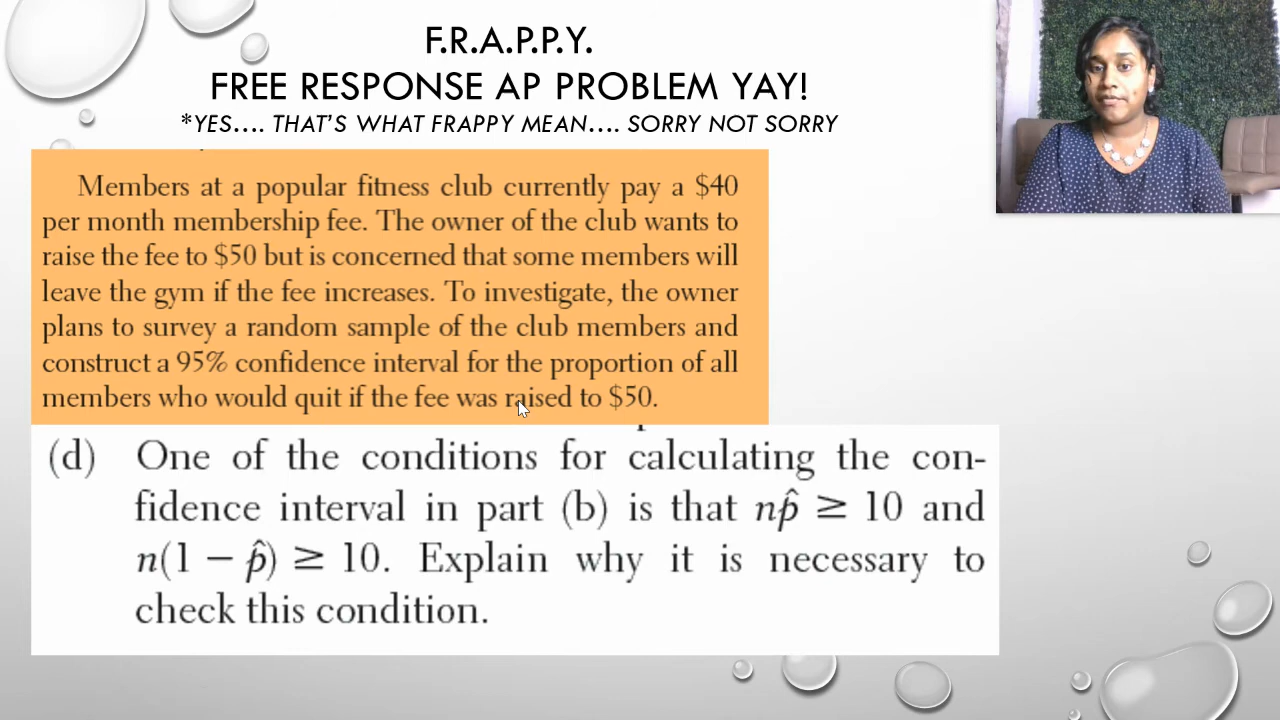 F.R.A.P.P.Y.
FREE RESPONSE AP PROBLEM YAY!
*YES.... THAT'S WHAT FRAPPY MEAN.... SORRY NOT SORRY
Members at a popular fitness club currently pay a $40
per month membership fee. The owner of the club wants to
raise the fee to $50 but is concerned that some members will
leave the gym if the fee increases. To investigate, the owner
plans to survey a random sample of the club members and
construct a 95% confidence interval for the proportion of all
members who would quit if the fee was raised to $50.
(d) One of the conditions for calculating the con-
fidence interval in part (b) is that np̂ ≥ 10 and
n(1 − p̂) ≥ 10. Explain why it is necessary to
check this condition.